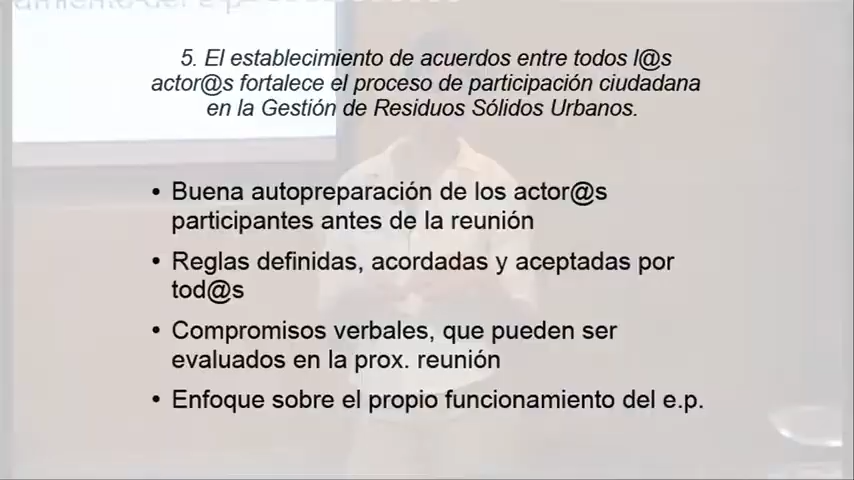 5. El establecimiento de acuerdos entre todos l@s
actor@s fortalece el proceso de participación ciudadana
en la Gestión de Residuos Sólidos Urbanos.
• Buena autopreparación de los actor@s
participantes antes de la reunión
• Reglas definidas, acordadas y aceptadas por
tod@s
• Compromisos verbales, que pueden ser
evaluados en la prox. reunión
• Enfoque sobre el propio funcionamiento del e.p.